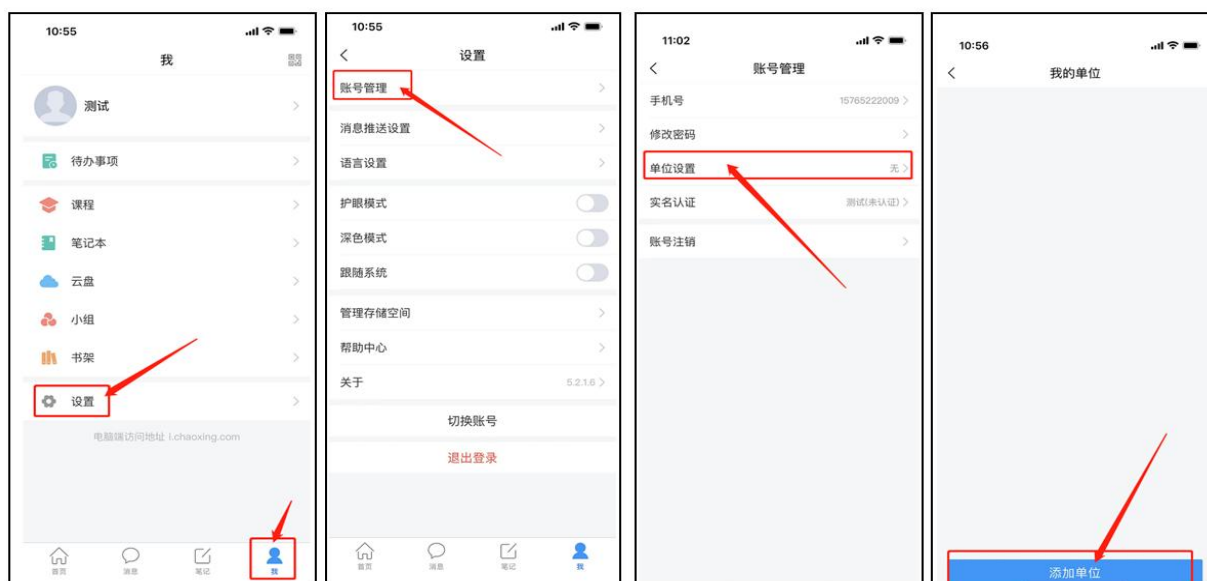 10:55
我
测试
待办事项
课程
笔记本
云盘
小组
书架
设置
电脑端访问地址 i.chaoxing.com
首页 消息 笔记 我
10:55
设置
账号管理
消息推送设置
语言设置
护眼模式
深色模式
跟随系统
管理存储空间
帮助中心
关于 5.2.1.6
切换账号
退出登录
首页 消息 笔记 我
11:02
账号管理
手机号 15765222009
修改密码
单位设置 无
实名认证 测试(未认证)
账号注销
10:56
我的单位
添加单位